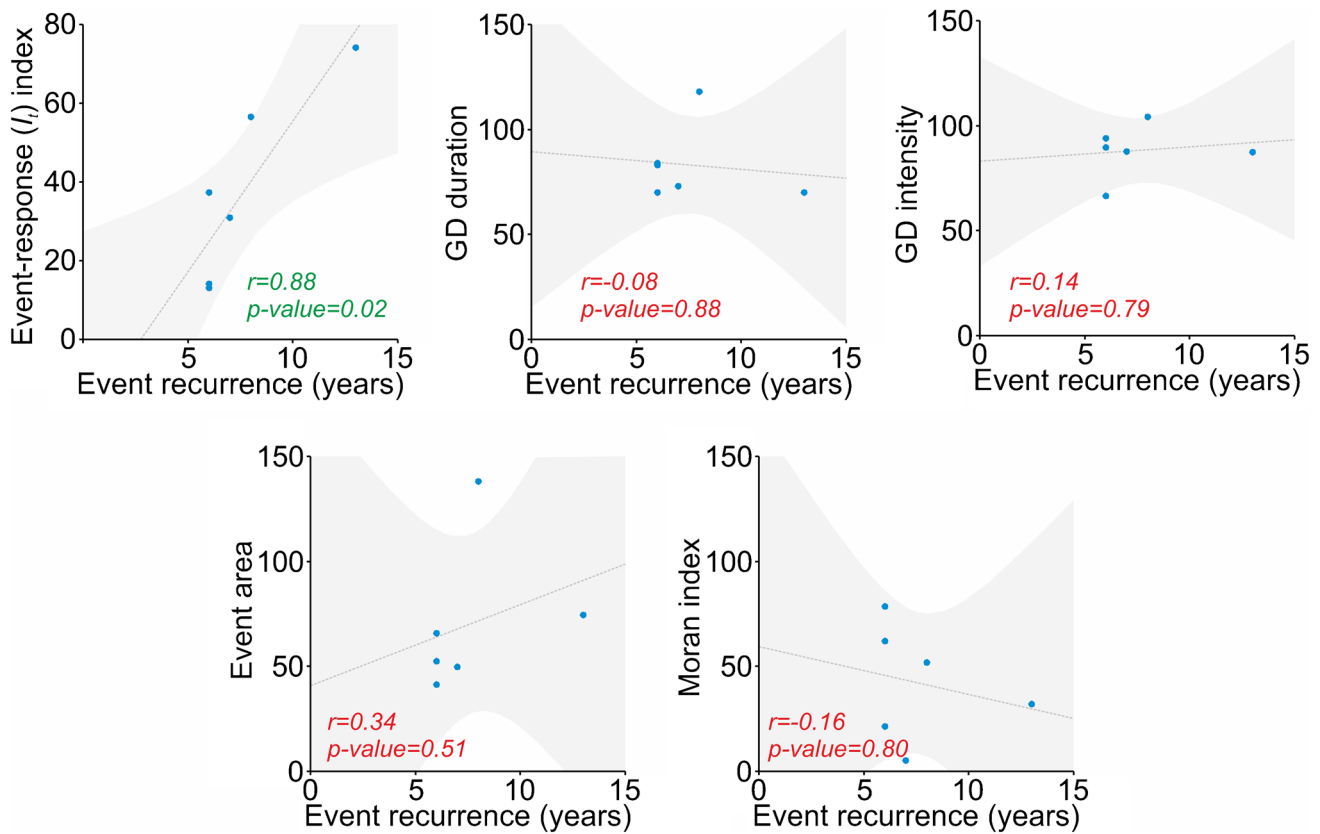 Event-response (Iₜ) index
80
60
40
20
0
5
10
15
r=0.88
p-value=0.02
Event recurrence (years)
GD duration
150
100
50
0
0
5
10
15
r=-0.08
p-value=0.88
Event recurrence (years)
GD intensity
150
100
50
0
0
5
10
15
r=0.14
p-value=0.79
Event recurrence (years)
Event area
150
100
50
0
0
5
10
15
r=0.34
p-value=0.51
Event recurrence (years)
Moran index
150
100
50
0
0
5
10
15
r=-0.16
p-value=0.80
Event recurrence (years)